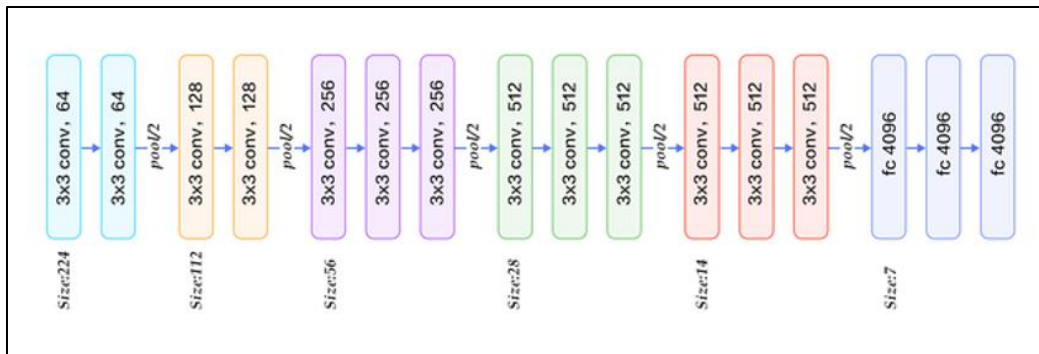 3x3 conv, 64
3x3 conv, 64
pool/2
3x3 conv, 128
3x3 conv, 128
pool/2
3x3 conv, 256
3x3 conv, 256
3x3 conv, 256
pool/2
3x3 conv, 512
3x3 conv, 512
3x3 conv, 512
pool/2
3x3 conv, 512
3x3 conv, 512
3x3 conv, 512
pool/2
fc 4096
fc 4096
fc 4096
Size:224
Size:112
Size:56
Size:28
Size:14
Size:7